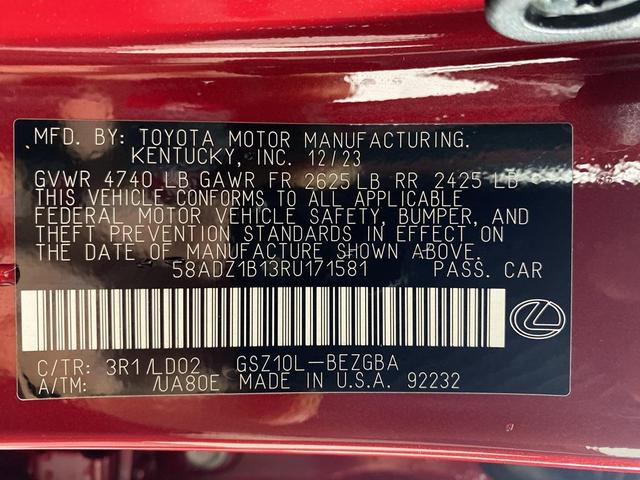 MFD. BY: TOYOTA MOTOR MANUFACTURING.
KENTUCKY, INC. 12/23
GVWR 4740 LB GAWR FR 2625 LB RR 2425 LB
THIS VEHICLE CONFORMS TO ALL APPLICABLE
FEDERAL MOTOR VEHICLE SAFETY, BUMPER, AND
THEFT PREVENTION STANDARDS IN EFFECT ON
THE DATE OF MANUFACTURE SHOWN ABOVE.
58ADZ1B13RU171581 PASS. CAR
C/TR: 3R1/LD02 GSZ10L-BEZGBA
A/TM: /UA80E MADE IN U.S.A. 92232